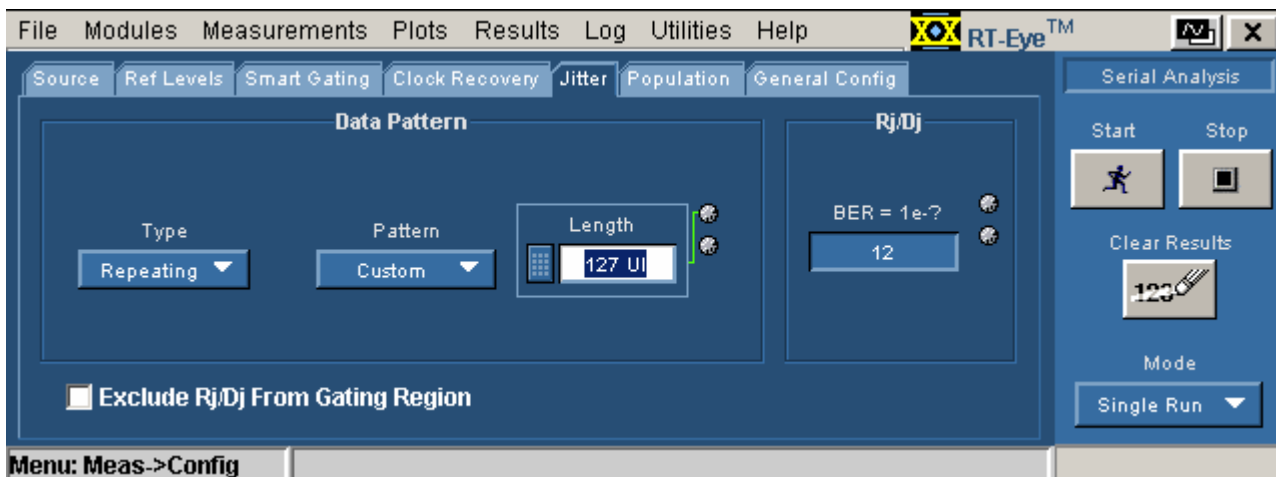 File Modules Measurements Plots Results Log Utilities Help RT-Eye™
Source Ref Levels Smart Gating Clock Recovery Jitter Population General Config
Serial Analysis
Data Pattern
Rj/Dj
Start Stop
Type Pattern Length
Repeating Custom 127 UI
BER = 1e-?
12
Clear Results
123
Exclude Rj/Dj From Gating Region
Mode
Single Run
Menu: Meas->Config